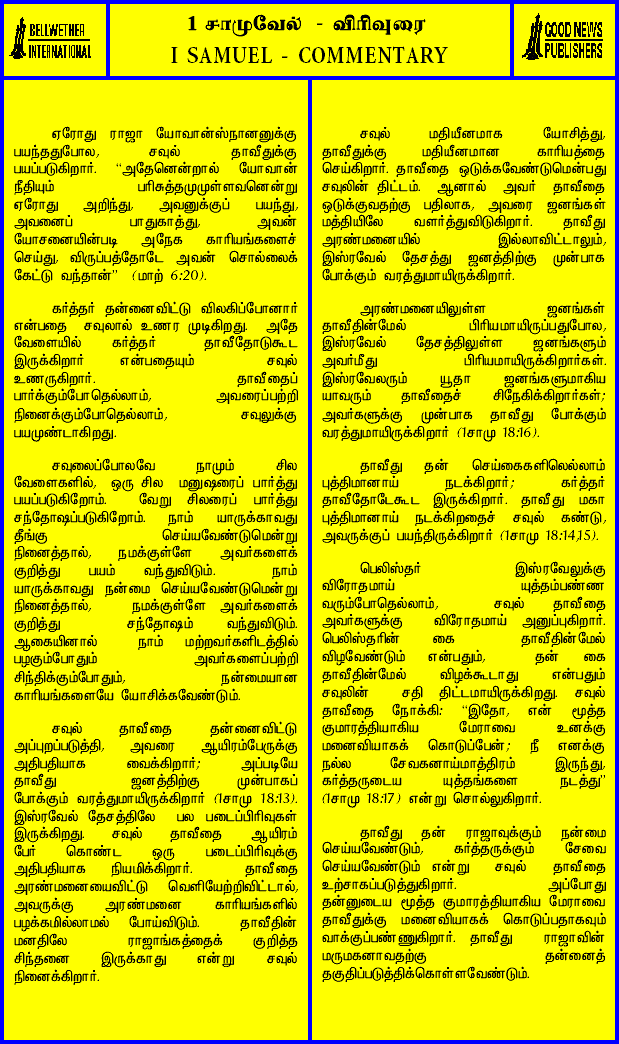 BELLWETHER
INTERNATIONAL
1 சாமுவேல் - விரிவுரை
I SAMUEL - COMMENTARY
GOOD NEWS
PUBLISHERS
ஏரோது ராஜா யோவான்ஸ்நானனுக்கு
பயந்ததுபோல, சவுல் தாவீதுக்கு
பயப்படுகிறார். “அதேனென்றால் யோவான்
நீதியும் பரிசுத்தமுமுள்ளவனென்று
ஏரோது அறிந்து, அவனுக்குப் பயந்து,
அவனைப் பாதுகாத்து, அவன்
யோசனையின்படி அநேக காரியங்களைச்
செய்து, விருப்பத்தோடே அவன் சொல்லைக்
கேட்டு வந்தான்” (மாற் 6:20).
கர்த்தர் தன்னைவிட்டு விலகிப்போனார்
என்பதை சவுலால் உணர முடிகிறது. அதே
வேளையில் கர்த்தர் தாவீதோடுகூட
இருக்கிறார் என்பதையும் சவுல்
உணருகிறார். தாவீதைப்
பார்க்கும்போதெல்லாம், அவரைப்பற்றி
நினைக்கும்போதெல்லாம், சவுலுக்கு
பயமுண்டாகிறது.
சவுலைப்போலவே நாமும் சில
வேளைகளில், ஒரு சில மனுஷரைப் பார்த்து
பயப்படுகிறோம். வேறு சிலரைப் பார்த்து
சந்தோஷப்படுகிறோம். நாம் யாருக்காவது
தீங்கு செய்யவேண்டுமென்று
நினைத்தால், நமக்குள்ளே அவர்களைக்
குறித்து பயம் வந்துவிடும். நாம்
யாருக்காவது நன்மை செய்யவேண்டுமென்று
நினைத்தால், நமக்குள்ளே அவர்களைக்
குறித்து சந்தோஷம் வந்துவிடும்.
ஆகையினால் நாம் மற்றவர்களிடத்தில்
பழகும்போதும் அவர்களைப்பற்றி
சிந்திக்கும்போதும், நன்மையான
காரியங்களையே யோசிக்கவேண்டும்.
சவுல் தாவீதை தன்னைவிட்டு
அப்புறப்படுத்தி, அவரை ஆயிரம்பேருக்கு
அதிபதியாக வைக்கிறார்; அப்படியே
தாவீது ஜனத்திற்கு முன்பாகப்
போக்கும் வரத்துமாயிருக்கிறார் (1சாமு 18:13).
இஸ்ரவேல் தேசத்திலே பல படைப்பிரிவுகள்
இருக்கிறது. சவுல் தாவீதை ஆயிரம்
பேர் கொண்ட ஒரு படைப்பிரிவுக்கு
அதிபதியாக நியமிக்கிறார். தாவீதை
அரண்மனையைவிட்டு வெளியேற்றிவிட்டால்,
அவருக்கு அரண்மனை காரியங்களில்
பழக்கமில்லாமல் போய்விடும். தாவீதின்
மனதிலே ராஜாங்கத்தைக் குறித்த
சிந்தனை இருக்காது என்று சவுல்
நினைக்கிறார்.
சவுல் மதியீனமாக யோசித்து,
தாவீதுக்கு மதியீனமான காரியத்தை
செய்கிறார். தாவீதை ஒடுக்கவேண்டுமென்பது
சவுலின் திட்டம். ஆனால் அவர் தாவீதை
ஒடுக்குவதற்கு பதிலாக, அவரை ஜனங்கள்
மத்தியிலே வளர்த்துவிடுகிறார். தாவீது
அரண்மனையில் இல்லாவிட்டாலும்,
இஸ்ரவேல் தேசத்து ஜனத்திற்கு முன்பாக
போக்கும் வரத்துமாயிருக்கிறார்.
அரண்மனையிலுள்ள ஜனங்கள்
தாவீதின்மேல் பிரியமாயிருப்பதுபோல,
இஸ்ரவேல் தேசத்திலுள்ள ஜனங்களும்
அவர்மீது பிரியமாயிருக்கிறார்கள்.
இஸ்ரவேலரும் யூதா ஜனங்களுமாகிய
யாவரும் தாவீதைச் சிநேகிக்கிறார்கள்;
அவர்களுக்கு முன்பாக தாவீது போக்கும்
வரத்துமாயிருக்கிறார் (1சாமு 18:16).
தாவீது தன் செய்கைகளிலெல்லாம்
புத்திமானாய் நடக்கிறார்; கர்த்தர்
தாவீதோடேகூட இருக்கிறார். தாவீது மகா
புத்திமானாய் நடக்கிறதைச் சவுல் கண்டு,
அவருக்குப் பயந்திருக்கிறார் (1சாமு 18:14,15).
பெலிஸ்தர் இஸ்ரவேலுக்கு
விரோதமாய் யுத்தம்பண்ண
வரும்போதெல்லாம், சவுல் தாவீதை
அவர்களுக்கு விரோதமாய் அனுப்புகிறார்.
பெலிஸ்தரின் கை தாவீதின்மேல்
விழவேண்டும் என்பதும், தன் கை
தாவீதின்மேல் விழக்கூடாது என்பதும்
சவுலின் சதி திட்டமாயிருக்கிறது. சவுல்
தாவீதை நோக்கி: “இதோ, என் மூத்த
குமாரத்தியாகிய மேராவை உனக்கு
மனைவியாகக் கொடுப்பேன்; நீ எனக்கு
நல்ல சேவகனாய்மாத்திரம் இருந்து,
கர்த்தருடைய யுத்தங்களை நடத்து”
(1சாமு 18:17) என்று சொல்லுகிறார்.
தாவீது தன் ராஜாவுக்கும் நன்மை
செய்யவேண்டும், கர்த்தருக்கும் சேவை
செய்யவேண்டும் என்று சவுல் தாவீதை
உற்சாகப்படுத்துகிறார். அப்போது
தன்னுடைய மூத்த குமாரத்தியாகிய மேராவை
தாவீதுக்கு மனைவியாகக் கொடுப்பதாகவும்
வாக்குப்பண்ணுகிறார். தாவீது ராஜாவின்
மருமகனாவதற்கு தன்னைத்
தகுதிப்படுத்திக்கொள்ளவேண்டும்.